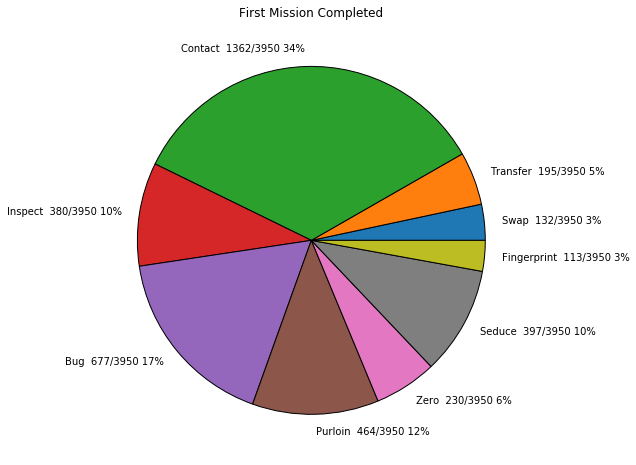 First Mission Completed
Contact  1362/3950 34%
Transfer  195/3950 5%
Inspect  380/3950 10%
Swap  132/3950 3%
Fingerprint  113/3950 3%
Seduce  397/3950 10%
Bug  677/3950 17%
Zero  230/3950 6%
Purloin  464/3950 12%